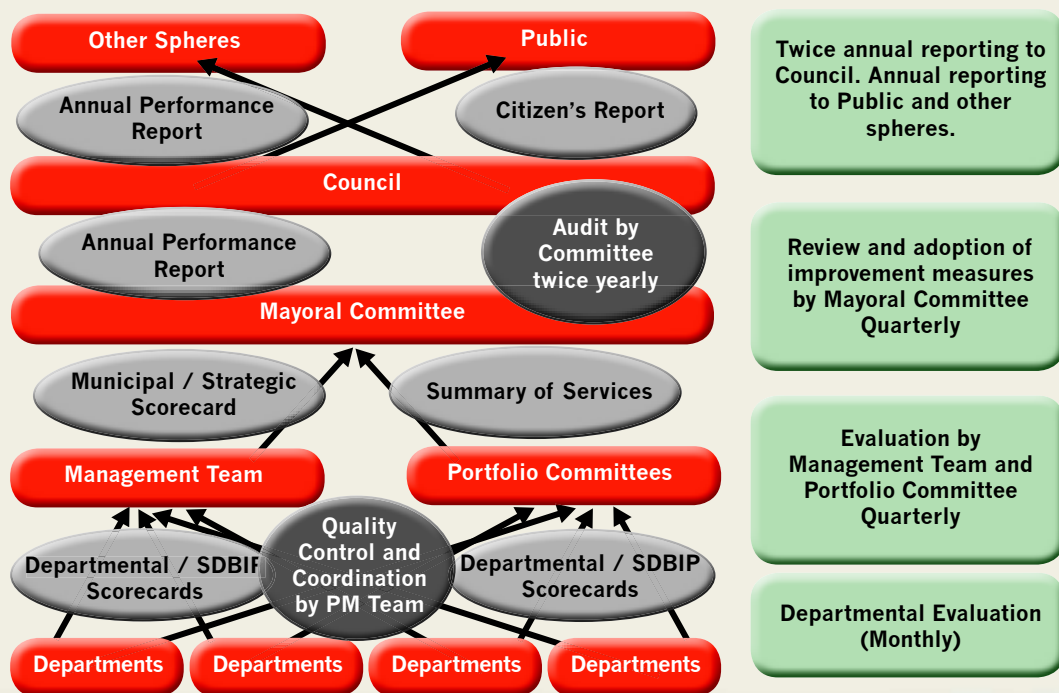 Other Spheres
Public
Annual Performance
Report
Citizen's Report
Council
Annual Performance
Report
Audit by
Committee
twice yearly
Mayoral Committee
Municipal / Strategic
Scorecard
Summary of Services
Management Team
Portfolio Committees
Quality
Control and
Coordination
by PM Team
Departmental / SDBIP
Scorecards
Departmental / SDBIP
Scorecards
Departments
Departments
Departments
Departments
Twice annual reporting to
Council. Annual reporting
to Public and other
spheres.
Review and adoption of
improvement measures
by Mayoral Committee
Quarterly
Evaluation by
Management Team and
Portfolio Committee
Quarterly
Departmental Evaluation
(Monthly)